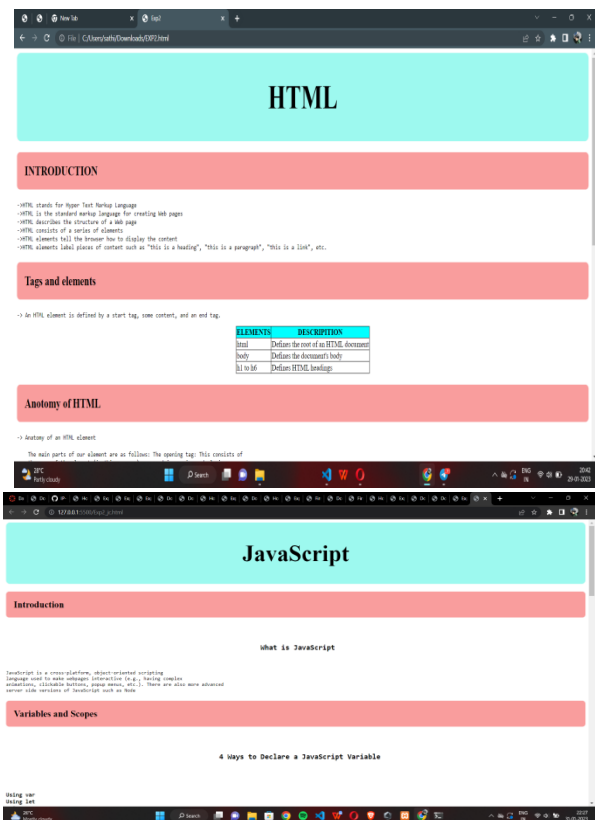 New Tab
Exp2
File | C:/Users/sathi/Downloads/EXP2.html
HTML
INTRODUCTION
->HTML stands for Hyper Text Markup Language
->HTML is the standard markup language for creating Web pages
->HTML describes the structure of a Web page
->HTML consists of a series of elements
->HTML elements tell the browser how to display the content
->HTML elements label pieces of content such as "this is a heading", "this is a paragraph", "this is a link", etc.
Tags and elements
-> An HTML element is defined by a start tag, some content, and an end tag.
ELEMENTS DESCRIPITION
html Defines the root of an HTML document
body Defines the document's body
h1 to h6 Defines HTML headings
Anotomy of HTML
-> Anatomy of an HTML element
The main parts of our element are as follows: The opening tag: This consists of
28°C
Partly cloudy
Search
ENG
IN
20:42
29-01-2023
127.0.0.1:5500/Exp2_js.html
JavaScript
Introduction
What is JavaScript
JavaScript is a cross-platform, object-oriented scripting
language used to make webpages interactive (e.g., having complex
animations, clickable buttons, popup menus, etc.). There are also more advanced
server side versions of JavaScript such as Node
Variables and Scopes
4 Ways to Declare a JavaScript Variable
Using var
Using let
Mostly cloudy
Search
ENG
IN
22:27